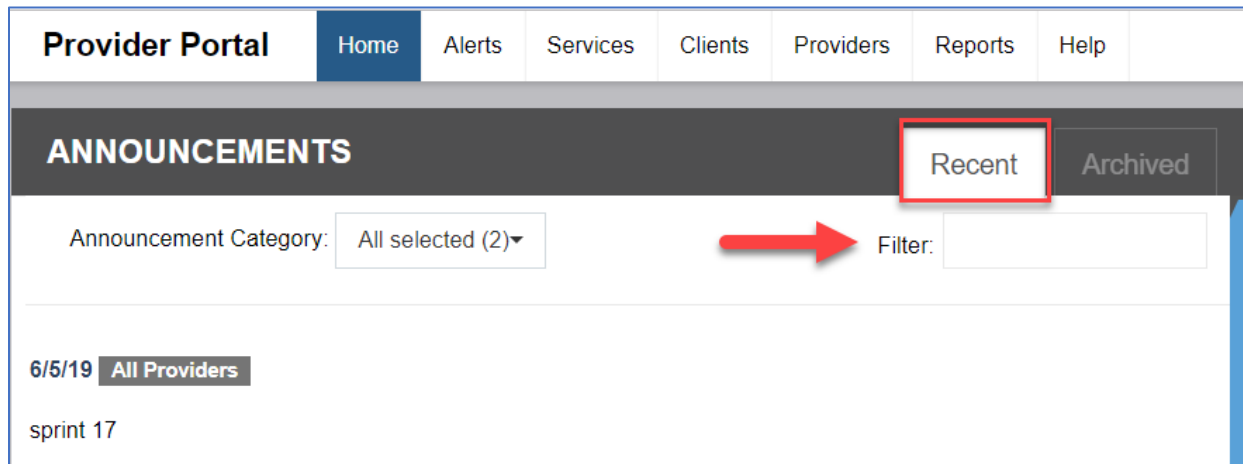 Provider Portal Home Alerts Services Clients Providers Reports Help
ANNOUNCEMENTS Recent Archived
Announcement Category: All selected (2) Filter:
6/5/19 All Providers
sprint 17